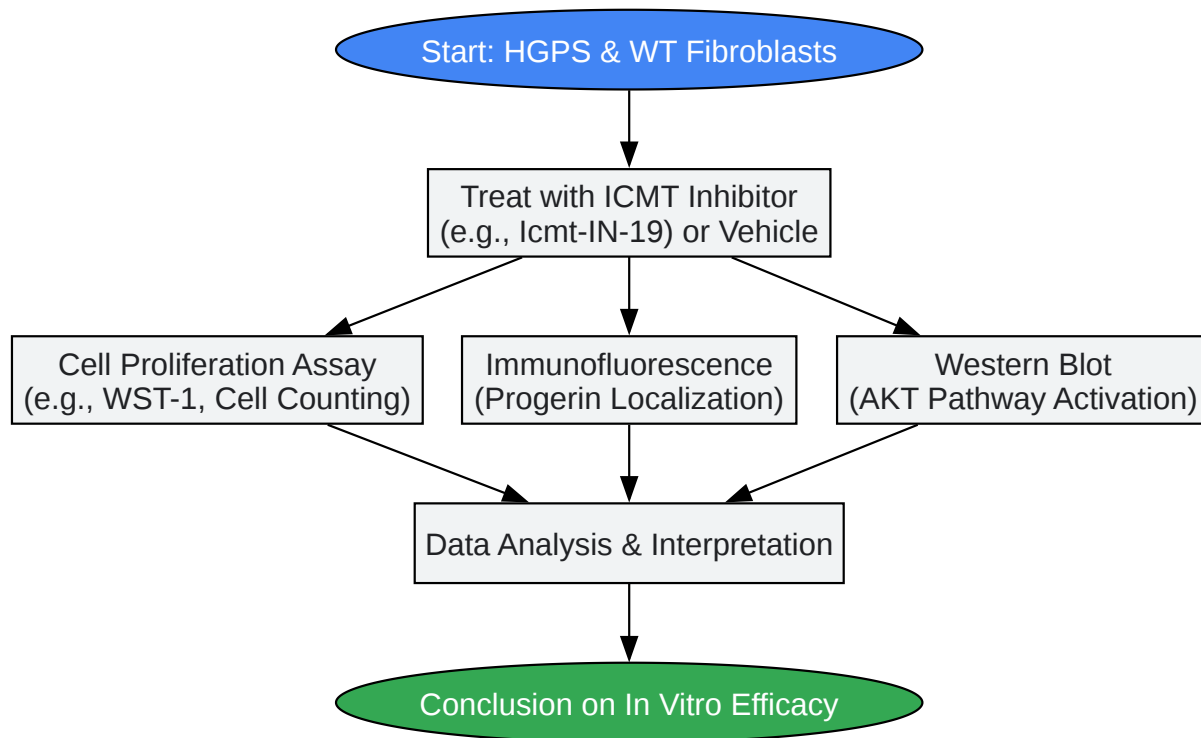 Start: HGPS & WT Fibroblasts
Treat with ICMT Inhibitor
(e.g., Icmt-IN-19) or Vehicle
Cell Proliferation Assay
(e.g., WST-1, Cell Counting)
Immunofluorescence
(Progerin Localization)
Western Blot
(AKT Pathway Activation)
Data Analysis & Interpretation
Conclusion on In Vitro Efficacy